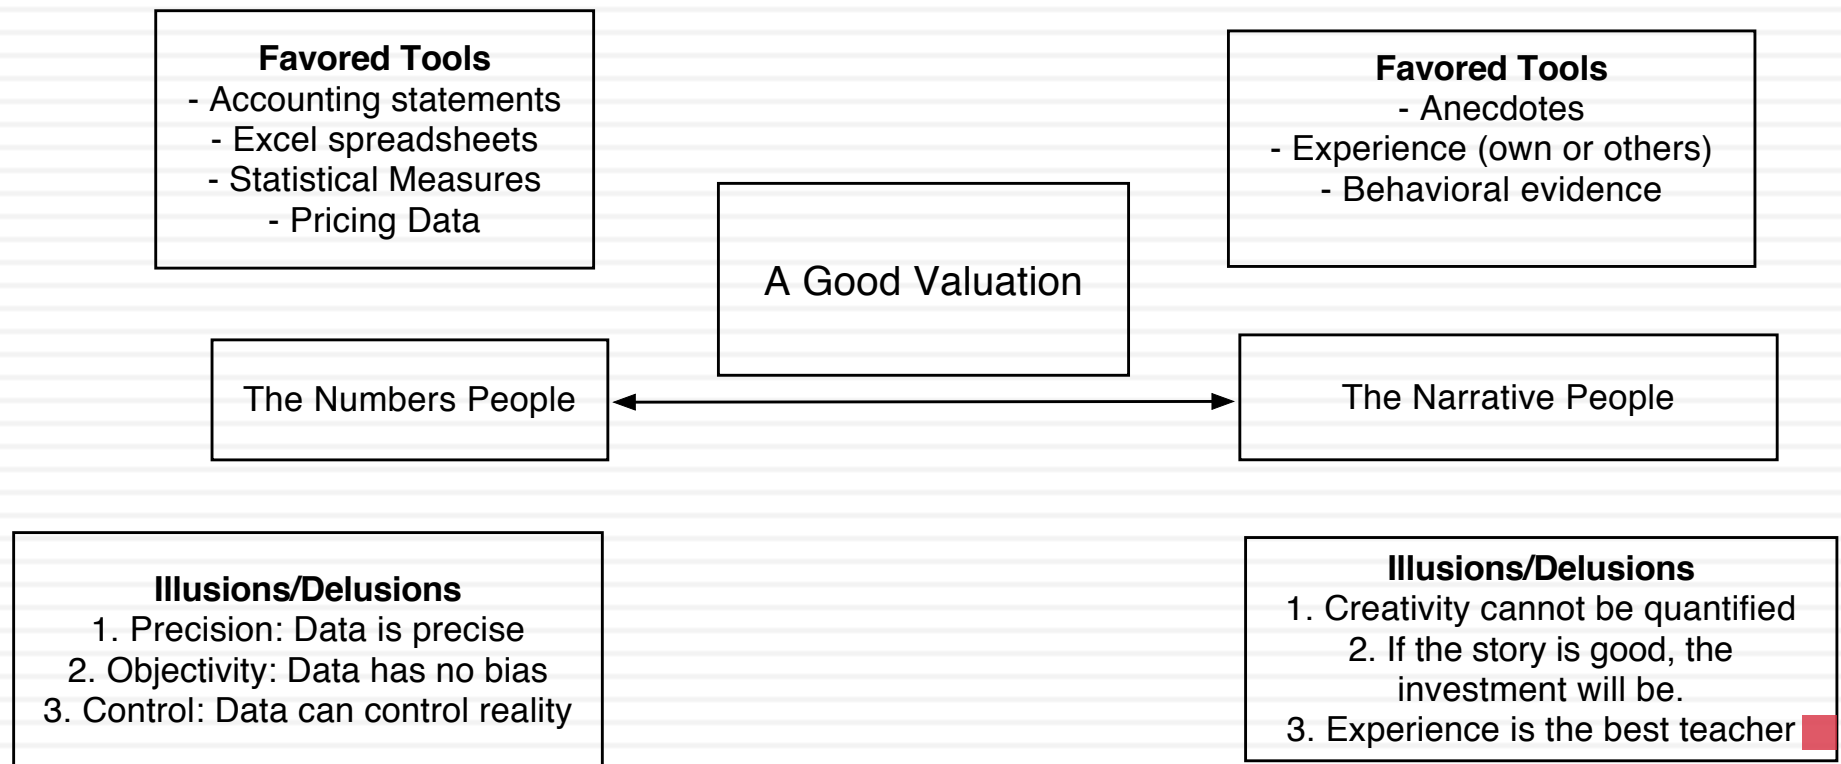 Favored Tools
- Accounting statements
- Excel spreadsheets
- Statistical Measures
- Pricing Data
Favored Tools
- Anecdotes
- Experience (own or others)
- Behavioral evidence
A Good Valuation
The Numbers People
The Narrative People
Illusions/Delusions
1. Precision: Data is precise
2. Objectivity: Data has no bias
3. Control: Data can control reality
Illusions/Delusions
1. Creativity cannot be quantified
2. If the story is good, the
investment will be.
3. Experience is the best teacher